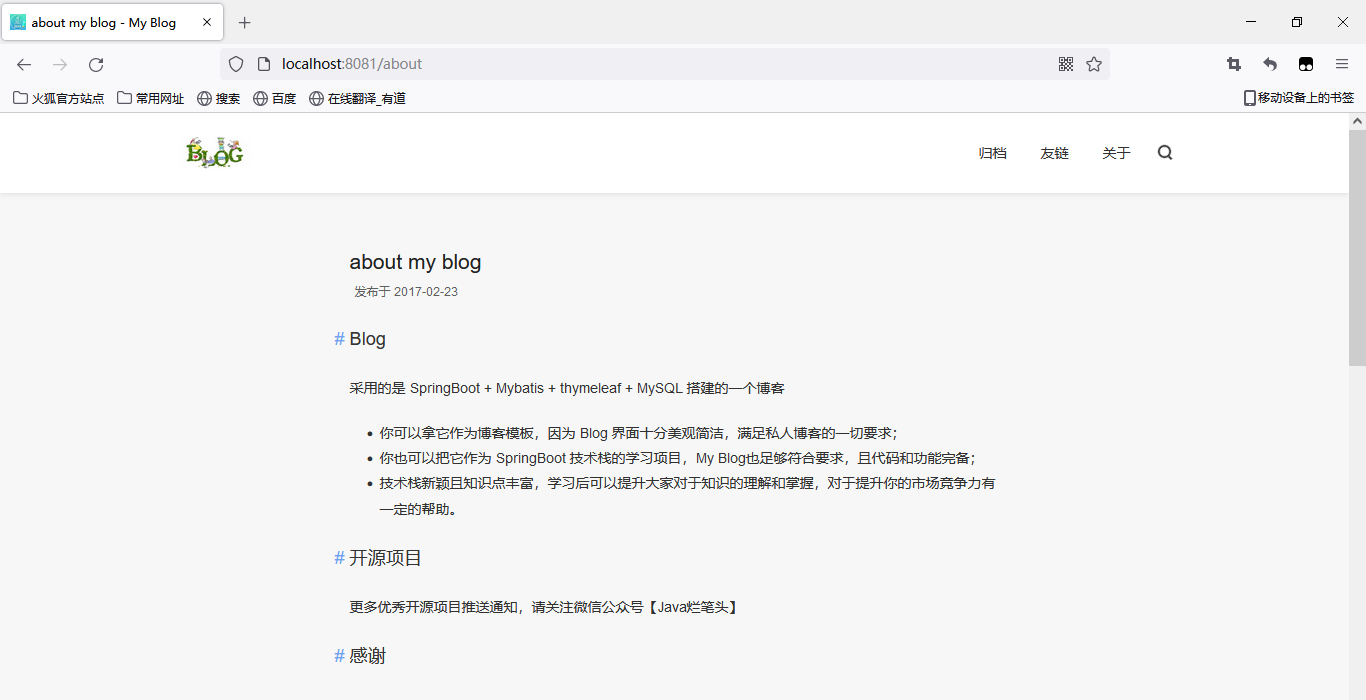 about my blog - My Blog
localhost:8081/about
火狐官方站点 常用网址 搜索 百度 在线翻译_有道 移动设备上的书签
BLOG 归档 友链 关于
about my blog
发布于 2017-02-23
# Blog
采用的是 SpringBoot + Mybatis + thymeleaf + MySQL 搭建的一个博客
• 你可以拿它作为博客模板，因为 Blog 界面十分美观简洁，满足私人博客的一切要求；
• 你也可以把它作为 SpringBoot 技术栈的学习项目，My Blog也足够符合要求，且代码和功能完备；
• 技术栈新颖且知识点丰富，学习后可以提升大家对于知识的理解和掌握，对于提升你的市场竞争力有
一定的帮助。
# 开源项目
更多优秀开源项目推送通知，请关注微信公众号【Java烂笔头】
# 感谢